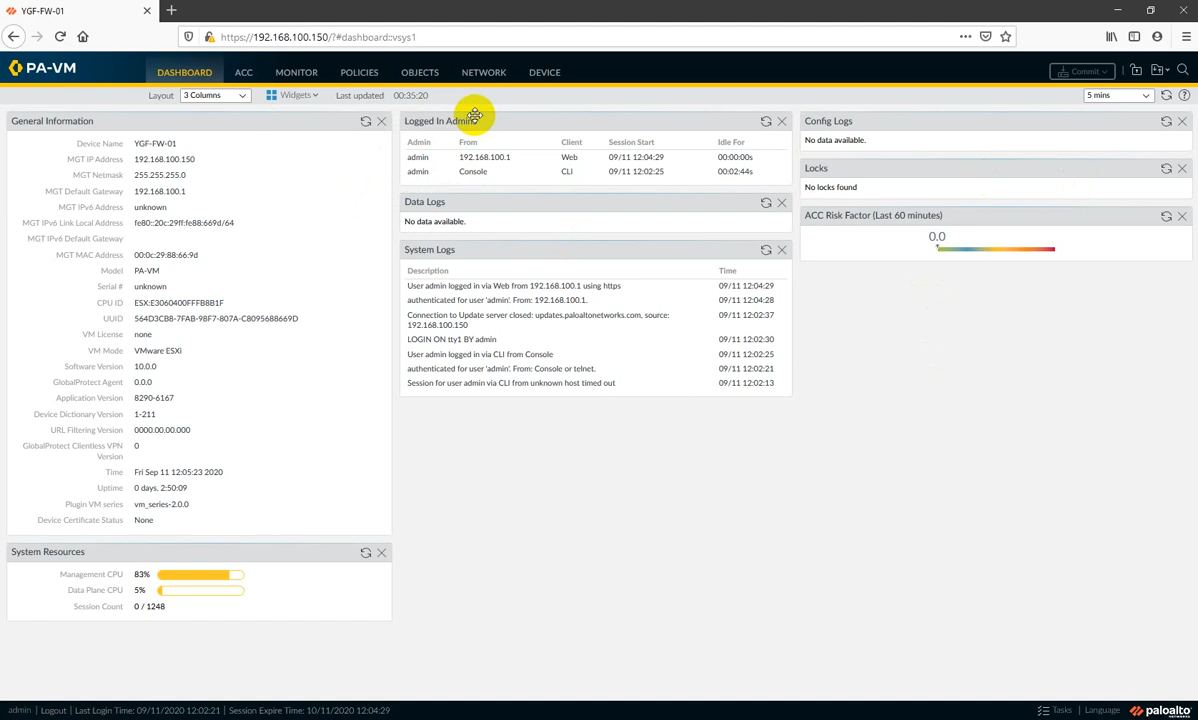 YGF-FW-01
https://192.168.100.150/?#dashboard::vsys1
PA-VM
DASHBOARD ACC MONITOR POLICIES OBJECTS NETWORK DEVICE
Commit
Layout 3 Columns Widgets Last updated 00:35:20 5 mins
General Information
Device Name YGF-FW-01
MGT IP Address 192.168.100.150
MGT Netmask 255.255.255.0
MGT Default Gateway 192.168.100.1
MGT IPv6 Address unknown
MGT IPv6 Link Local Address fe80::20c:29ff:fe88:669d/64
MGT IPv6 Default Gateway
MGT MAC Address 00:0c:29:88:66:9d
Model PA-VM
Serial # unknown
CPU ID ESX:E3060400FFFB8B1F
UUID 564D3CB8-7FAB-98F7-807A-C8095688669D
VM License none
VM Mode VMware ESXi
Software Version 10.0.0
GlobalProtect Agent 0.0.0
Application Version 8290-6167
Device Dictionary Version 1-211
URL Filtering Version 0000.00.00.000
GlobalProtect Clientless VPN 0
Version
Time Fri Sep 11 12:05:23 2020
Uptime 0 days, 2:50:09
Plugin VM series vm_series-2.0.0
Device Certificate Status None
System Resources
Management CPU 83%
Data Plane CPU 5%
Session Count 0 / 1248
Logged In Admins
Admin From Client Session Start Idle For
admin 192.168.100.1 Web 09/11 12:04:29 00:00:00s
admin Console CLI 09/11 12:02:25 00:02:44s
Data Logs
No data available.
System Logs
Description Time
User admin logged in via Web from 192.168.100.1 using https 09/11 12:04:29
authenticated for user 'admin'. From: 192.168.100.1. 09/11 12:04:28
Connection to Update server closed: updates.paloaltonetworks.com, source: 09/11 12:02:37
192.168.100.150
LOGIN ON tty1 BY admin 09/11 12:02:30
User admin logged in via CLI from Console 09/11 12:02:25
authenticated for user 'admin'. From: Console or telnet. 09/11 12:02:21
Session for user admin via CLI from unknown host timed out 09/11 12:02:13
Config Logs
No data available.
Locks
No locks found
ACC Risk Factor (Last 60 minutes)
0.0
admin | Logout | Last Login Time: 09/11/2020 12:02:21 | Session Expire Time: 10/11/2020 12:04:29 Tasks | Language paloalto
NETWORKS